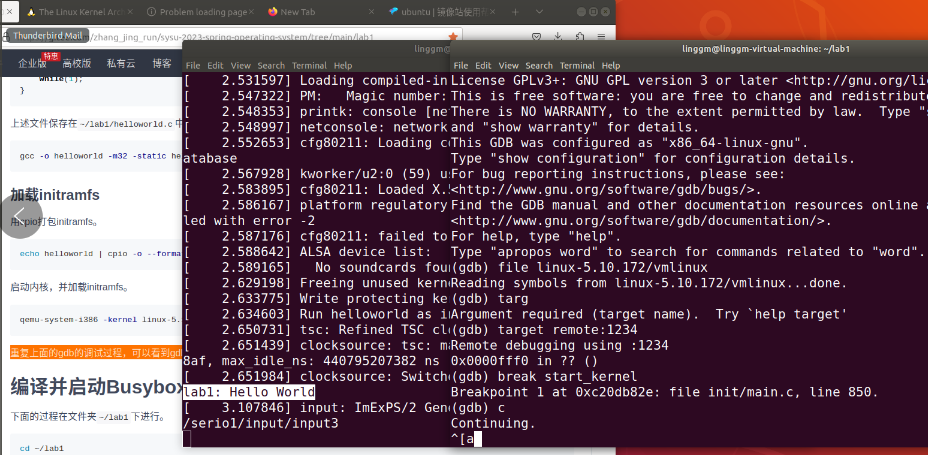 The Linux Kernel Arc
Problem loading page
New Tab
ubuntu | 镜像站使用
Thunderbird Mail
zhang_jing_run/sysu-2023-spring-operating-system/tree/main/lab1
企业版
特惠
高校版
私有云
博客
while(1);
}
上述文件保存在 ~/lab1/helloworld.c 中
gcc -o helloworld -m32 -static he
加载initramfs
用cpio打包initramfs。
echo helloworld | cpio -o --forma
启动内核，并加载initramfs。
qemu-system-i386 -kernel linux-5.
重复上面的gdb的调试过程，可以看到gd
编译并启动Busybox
下面的过程在文件夹 ~/lab1 下进行。
cd ~/lab1
linggm@
File Edit View Search Terminal Help
[    2.531597] Loading compiled-in
[    2.547322] PM:   Magic number:
[    2.548353] printk: console [ne
[    2.548997] netconsole: network
[    2.552653] cfg80211: Loading co
atabase
[    2.567928] kworker/u2:0 (59) u
[    2.583895] cfg80211: Loaded X.
[    2.586167] platform regulatory
led with error -2
[    2.587176] cfg80211: failed to
[    2.588642] ALSA device list:
[    2.589165]   No soundcards foun
[    2.629198] Freeing unused kerne
[    2.633775] Write protecting ke
[    2.634603] Run helloworld as in
[    2.650731] tsc: Refined TSC clo
[    2.651439] clocksource: tsc: ma
8af, max_idle_ns: 440795207382 ns
[    2.651984] clocksource: Switche
lab1: Hello World
[    3.107846] input: ImExPS/2 Gene
/serio1/input/input3
linggm@linggm-virtual-machine: ~/lab1
File Edit View Search Terminal Help
License GPLv3+: GNU GPL version 3 or later <http://gnu.org/lic
This is free software: you are free to change and redistribute
There is NO WARRANTY, to the extent permitted by law.  Type "s
and "show warranty" for details.
This GDB was configured as "x86_64-linux-gnu".
Type "show configuration" for configuration details.
For bug reporting instructions, please see:
<http://www.gnu.org/software/gdb/bugs/>.
Find the GDB manual and other documentation resources online a
<http://www.gnu.org/software/gdb/documentation/>.
For help, type "help".
Type "apropos word" to search for commands related to "word".
(gdb) file linux-5.10.172/vmlinux
Reading symbols from linux-5.10.172/vmlinux...done.
(gdb) targ
Argument required (target name).  Try `help target'
(gdb) target remote:1234
Remote debugging using :1234
0x0000fff0 in ?? ()
(gdb) break start_kernel
Breakpoint 1 at 0xc20db82e: file init/main.c, line 850.
(gdb) c
Continuing.
^[a